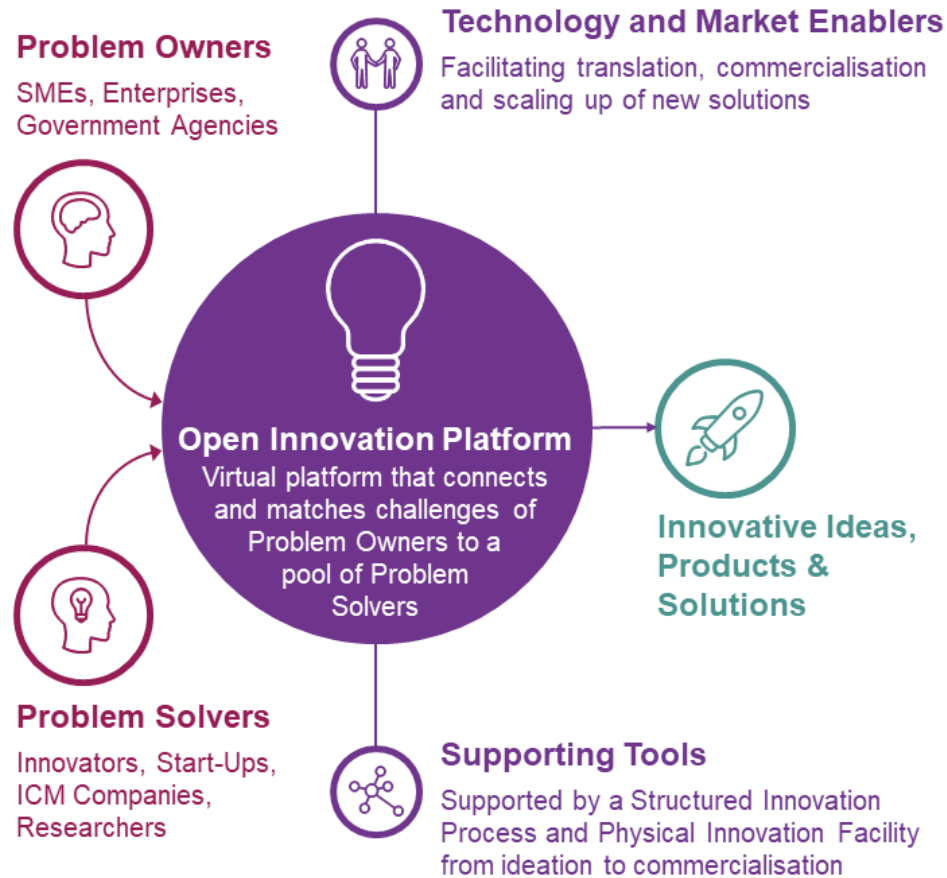 Problem Owners
SMEs, Enterprises,
Government Agencies
Technology and Market Enablers
Facilitating translation, commercialisation
and scaling up of new solutions
Open Innovation Platform
Virtual platform that connects
and matches challenges of
Problem Owners to a
pool of Problem
Solvers
Innovative Ideas,
Products &
Solutions
Problem Solvers
Innovators, Start-Ups,
ICM Companies,
Researchers
Supporting Tools
Supported by a Structured Innovation
Process and Physical Innovation Facility
from ideation to commercialisation